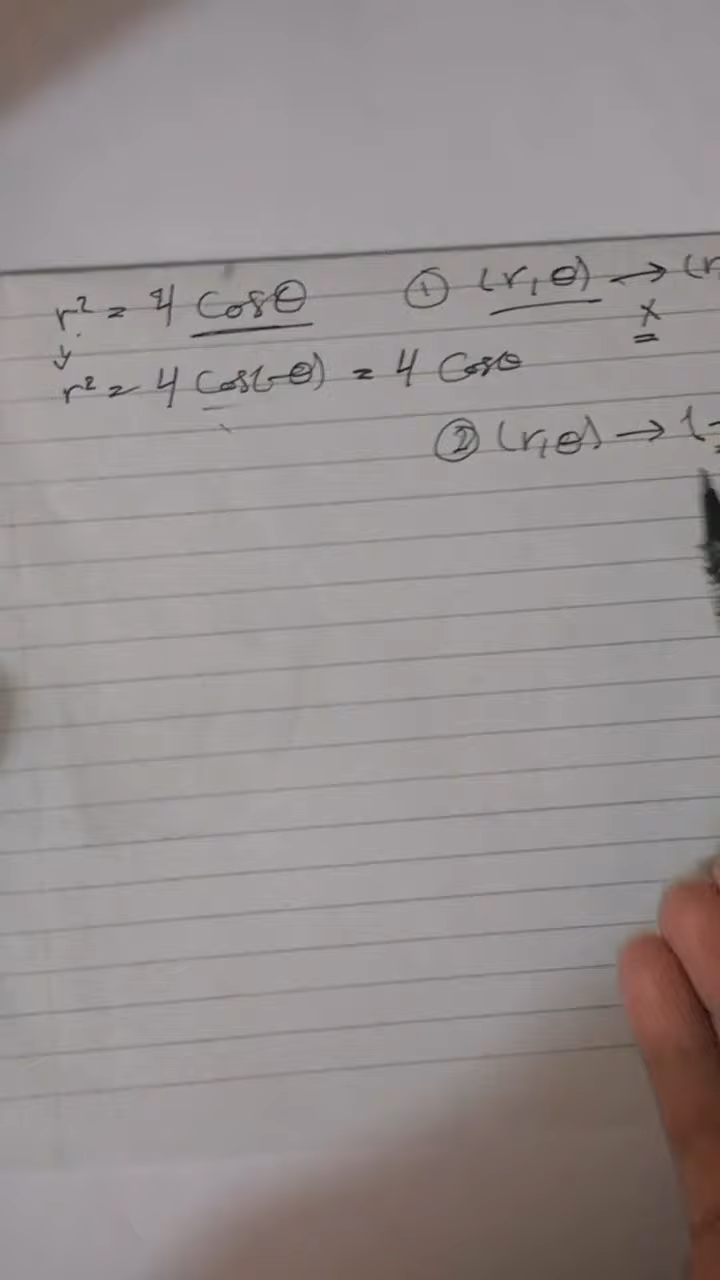 r² = 4 Cosθ ① (r,θ) → (r
x
r² = 4 Cos(-θ) = 4 Cosθ
② (r,θ) → (-